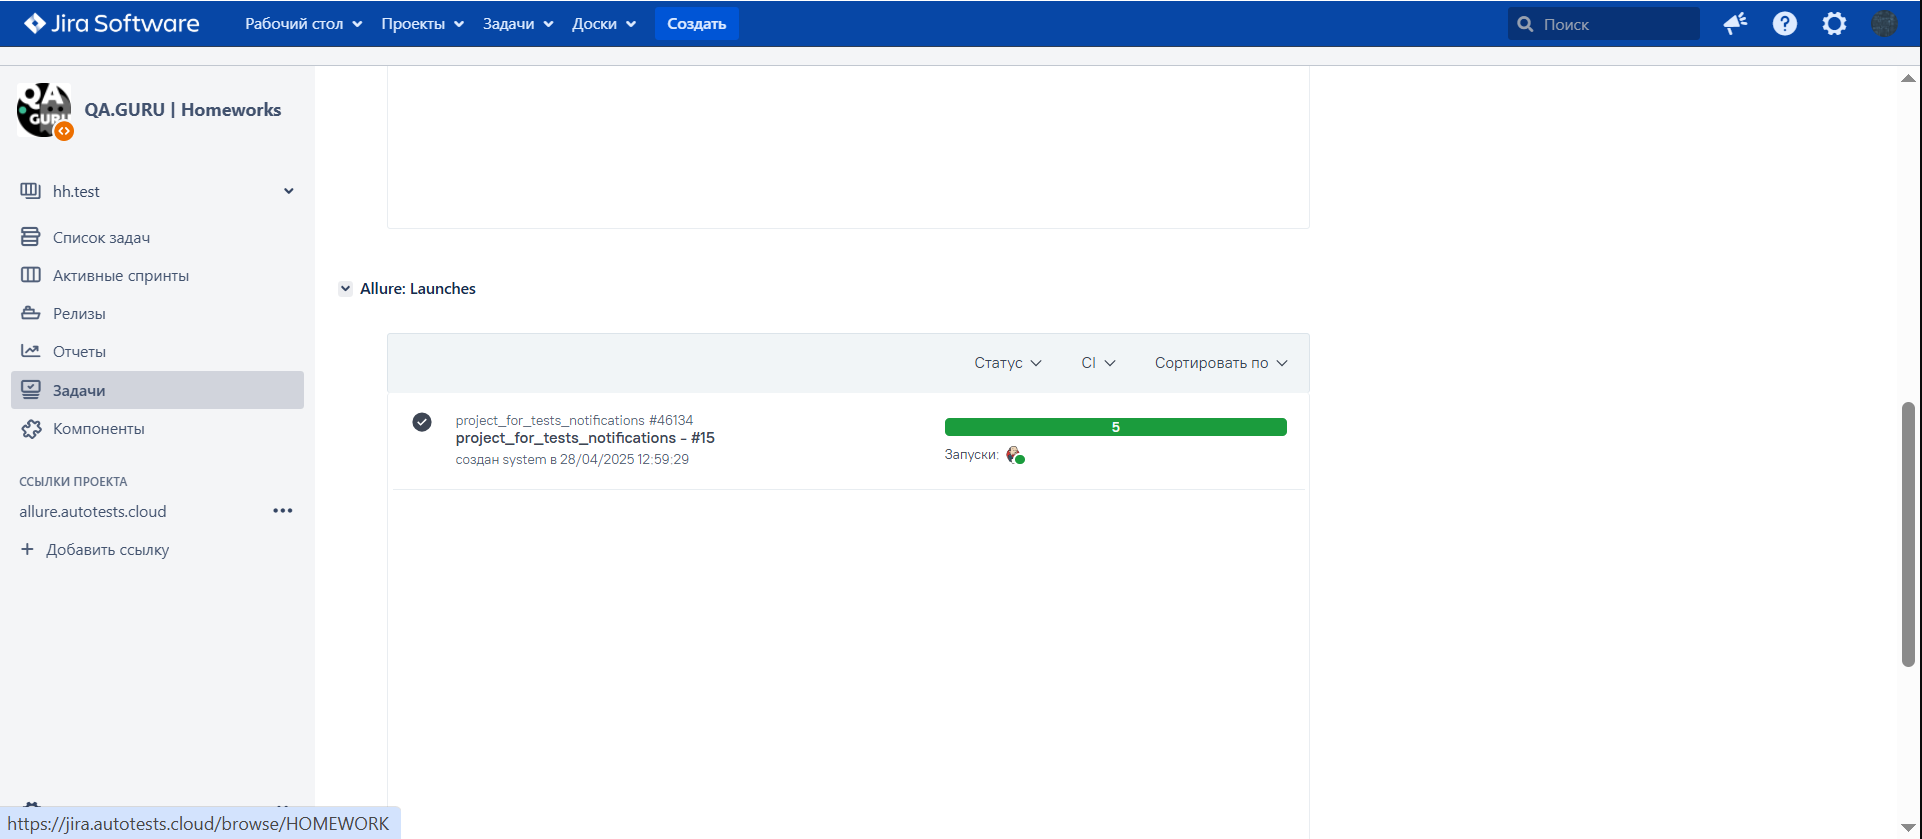 Jira Software
Рабочий стол Проекты Задачи Доски Создать
Поиск
QA GURU
QA.GURU | Homeworks
hh.test
Список задач
Активные спринты
Релизы
Отчеты
Задачи
Компоненты
ССЫЛКИ ПРОЕКТА
allure.autotests.cloud
Добавить ссылку
Allure: Launches
Статус CI Сортировать по
project_for_tests_notifications #46134
project_for_tests_notifications - #15
создан system в 28/04/2025 12:59:29
5
Запуски:
https://jira.autotests.cloud/browse/HOMEWORK